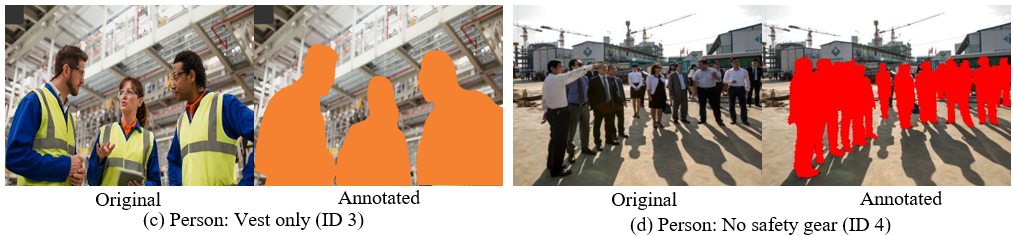 Original
Annotated
(c) Person: Vest only (ID 3)
Original
Annotated
(d) Person: No safety gear (ID 4)